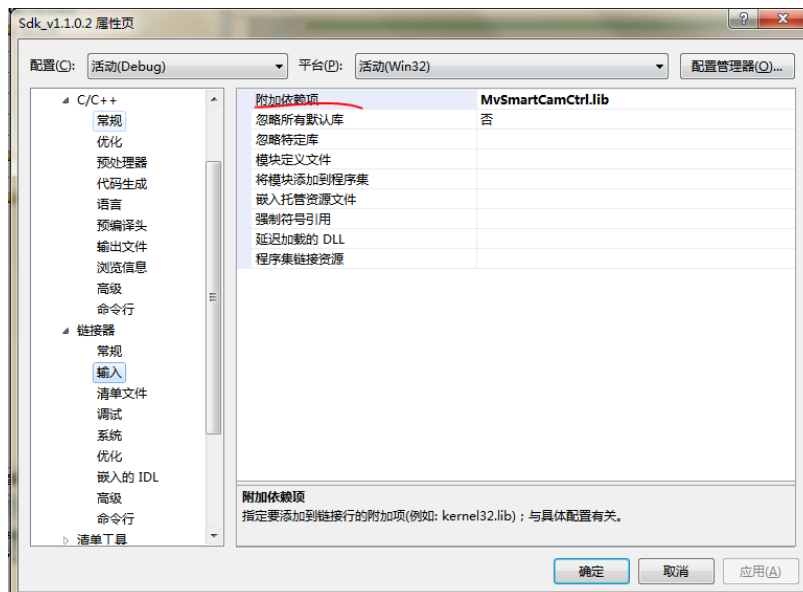 Sdk_v1.1.0.2 属性页
配置(C): 活动(Debug) 平台(P): 活动(Win32) 配置管理器(O)...
C/C++
常规
优化
预处理器
代码生成
语言
预编译头
输出文件
浏览信息
高级
命令行
链接器
常规
输入
清单文件
调试
系统
优化
嵌入的 IDL
高级
命令行
清单工具
附加依赖项 MvSmartCamCtrl.lib
忽略所有默认库 否
忽略特定库
模块定义文件
将模块添加到程序集
嵌入托管资源文件
强制符号引用
延迟加载的 DLL
程序集链接资源
附加依赖项
指定要添加到链接行的附加项(例如: kernel32.lib)；与具体配置有关。
确定 取消 应用(A)